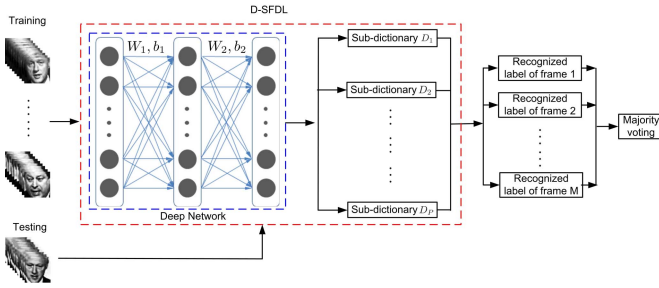 D-SFDL
Training
W₁, b₁
W₂, b₂
Sub-dictionary D₁
Sub-dictionary D₂
Sub-dictionary Dₚ
Recognized
label of frame 1
Recognized
label of frame 2
Recognized
label of frame M
Majority
voting
Deep Network
Testing